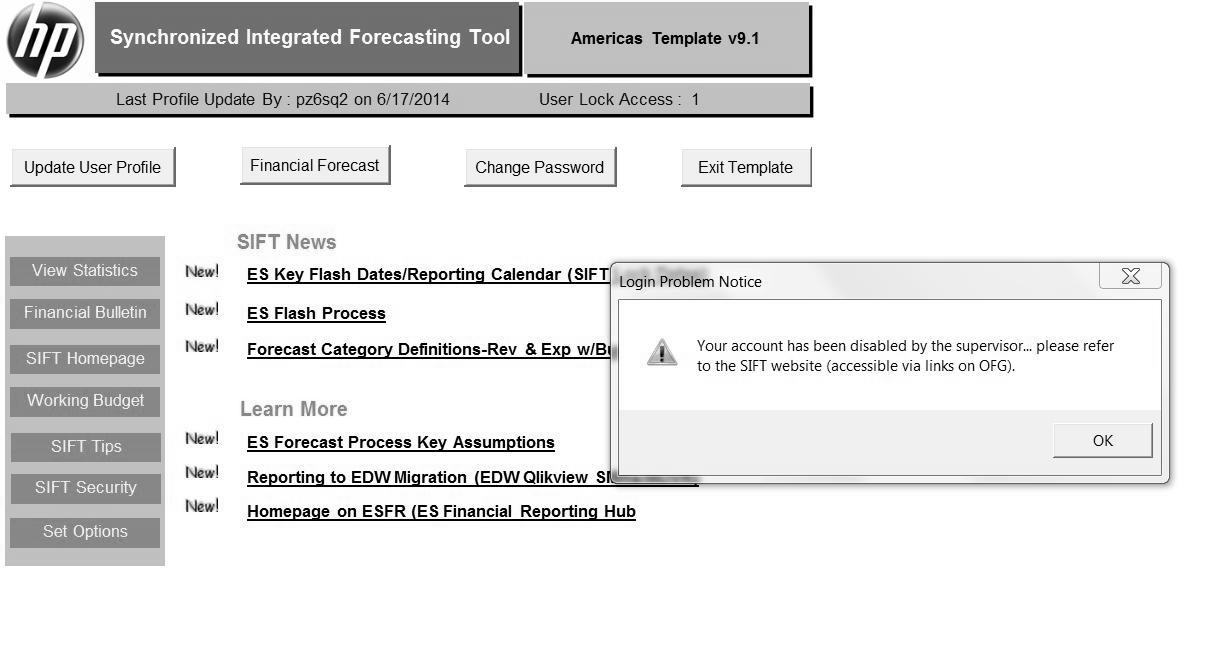 hp
Synchronized Integrated Forecasting Tool
Americas Template v9.1
Last Profile Update By : pz6sq2 on 6/17/2014
User Lock Access : 1
Update User Profile
Financial Forecast
Change Password
Exit Template
View Statistics
Financial Bulletin
SIFT Homepage
Working Budget
SIFT Tips
SIFT Security
Set Options
SIFT News
New! ES Key Flash Dates/Reporting Calendar (SIFT
New! ES Flash Process
New! Forecast Category Definitions-Rev & Exp
Learn More
New! ES Forecast Process Key Assumptions
New! Reporting to EDW Migration (EDW Qlikview
New! Homepage on ESFR (ES Financial Reporting Hub
Login Problem Notice
Your account has been disabled by the supervisor... please refer
to the SIFT website (accessible via links on OFG).
OK